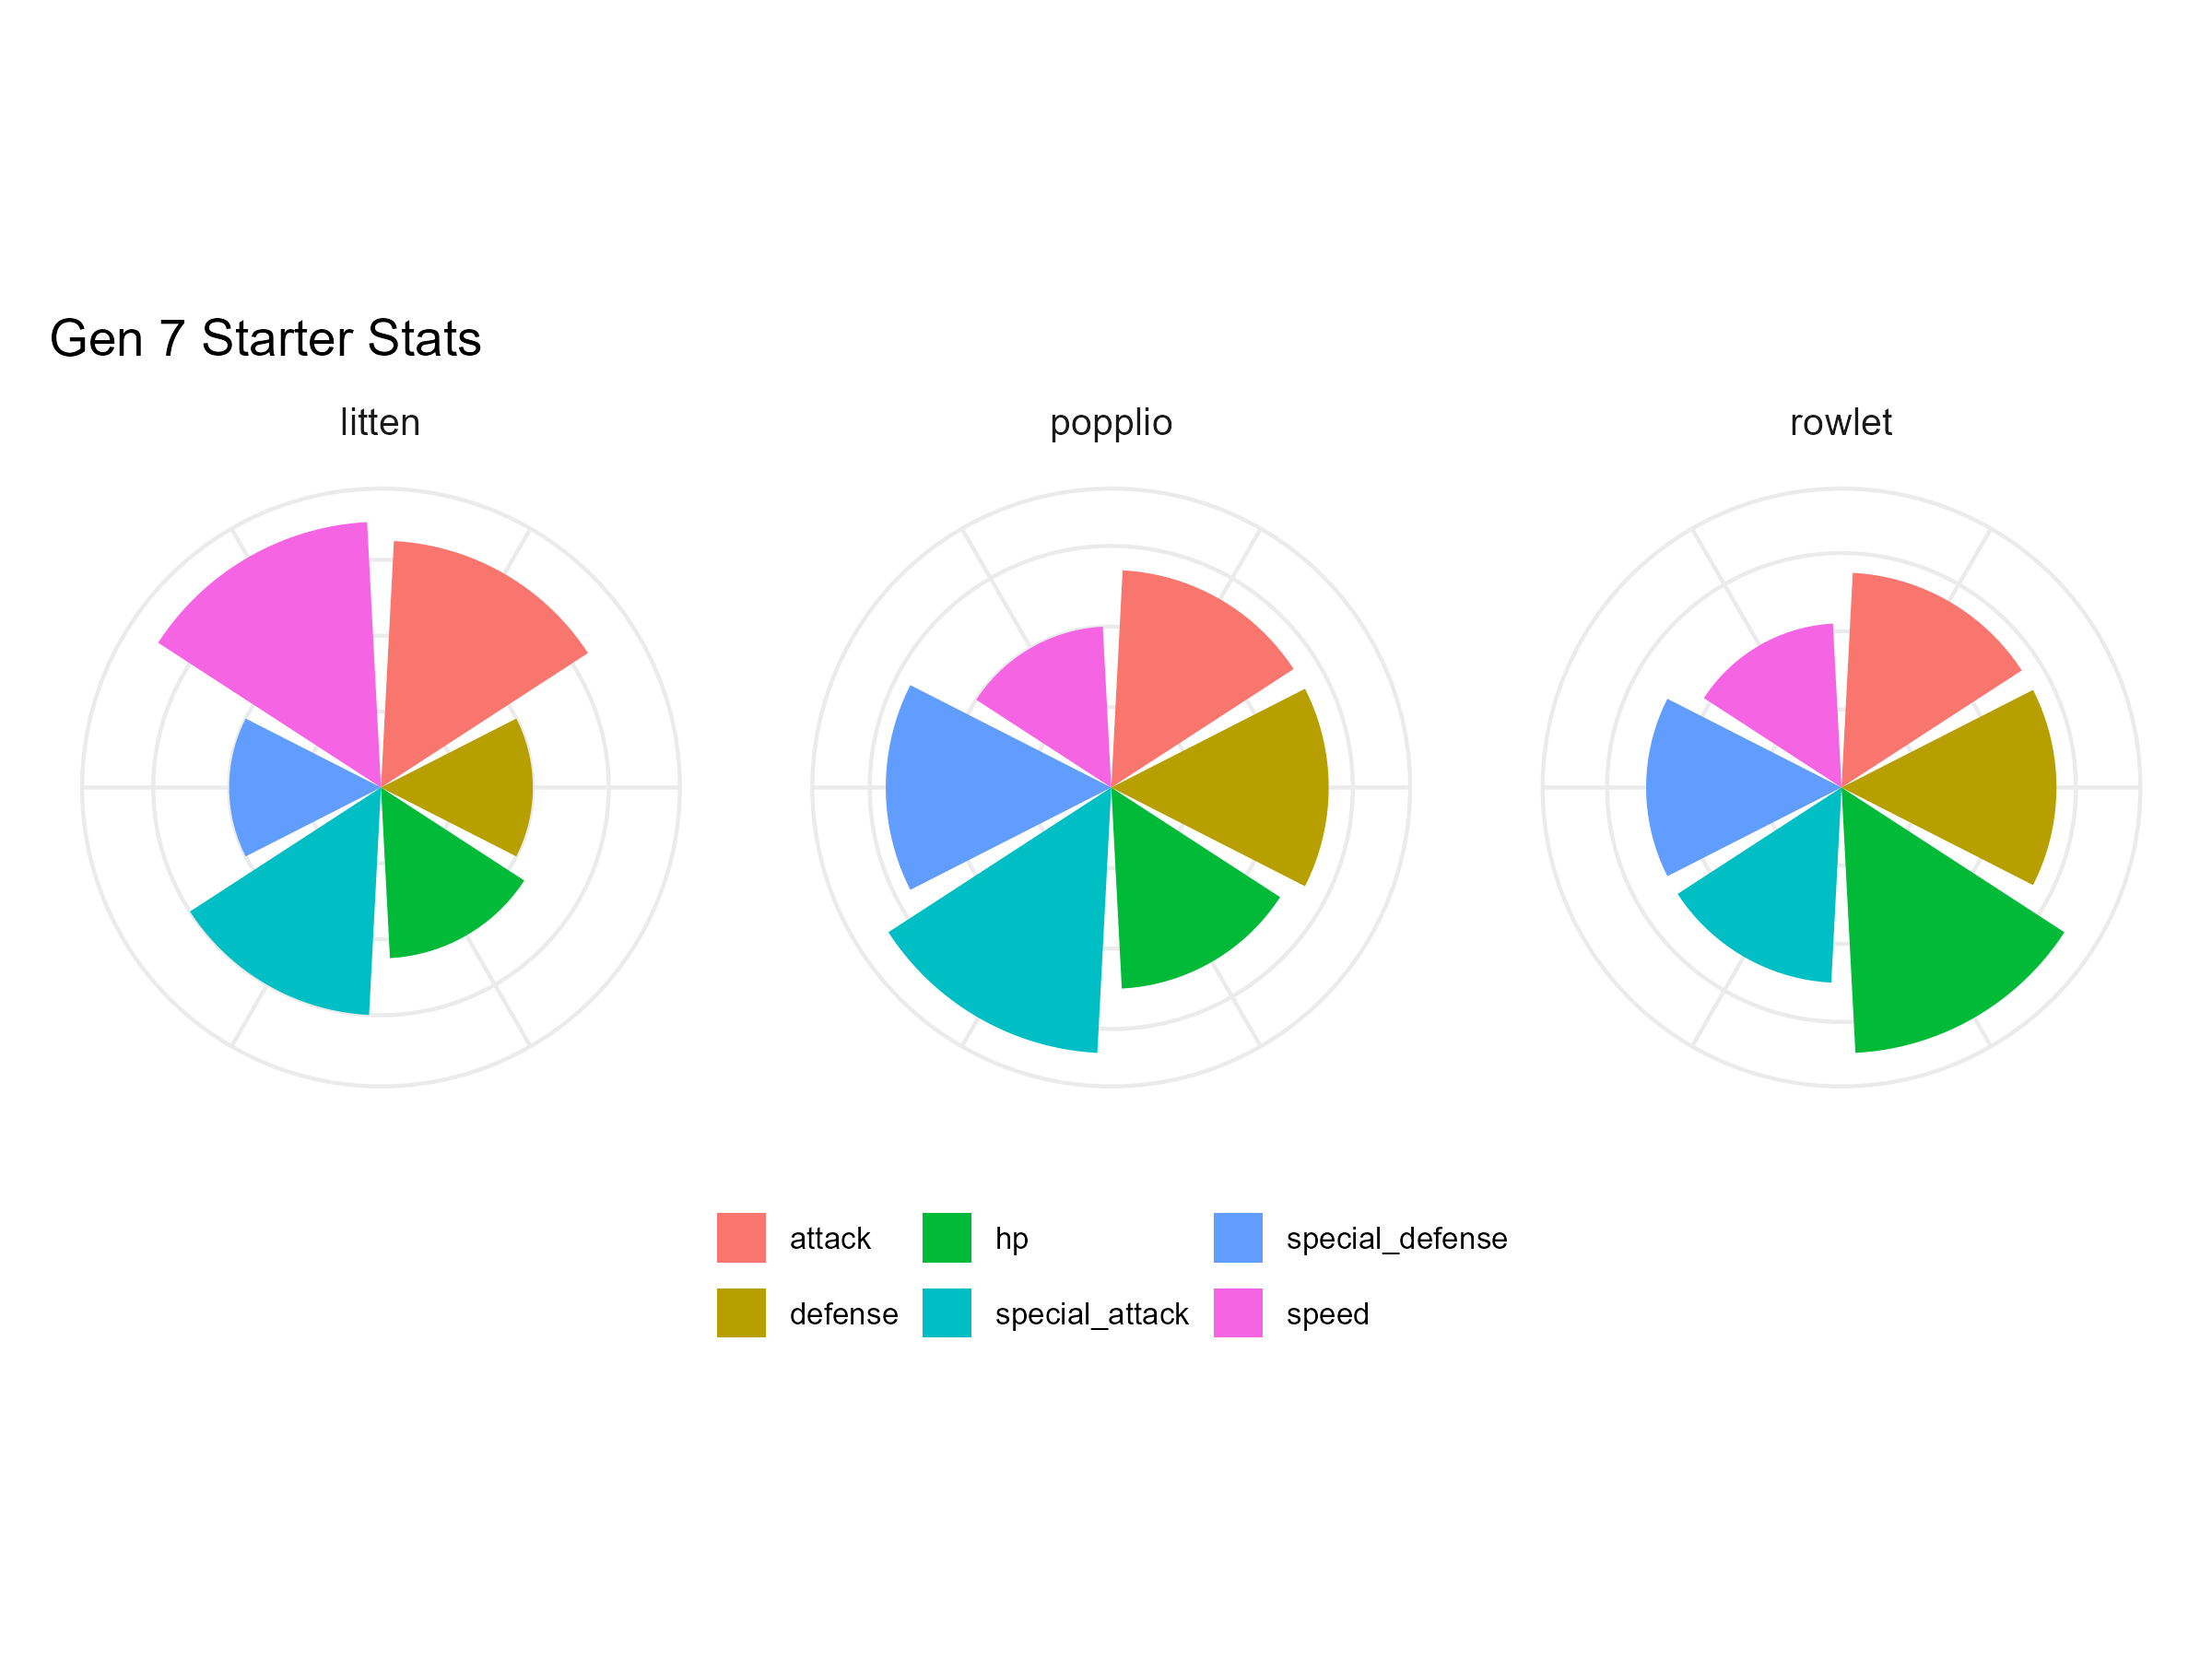 Gen 7 Starter Stats
litten
popplio
rowlet
attack
hp
special_defense
defense
special_attack
speed